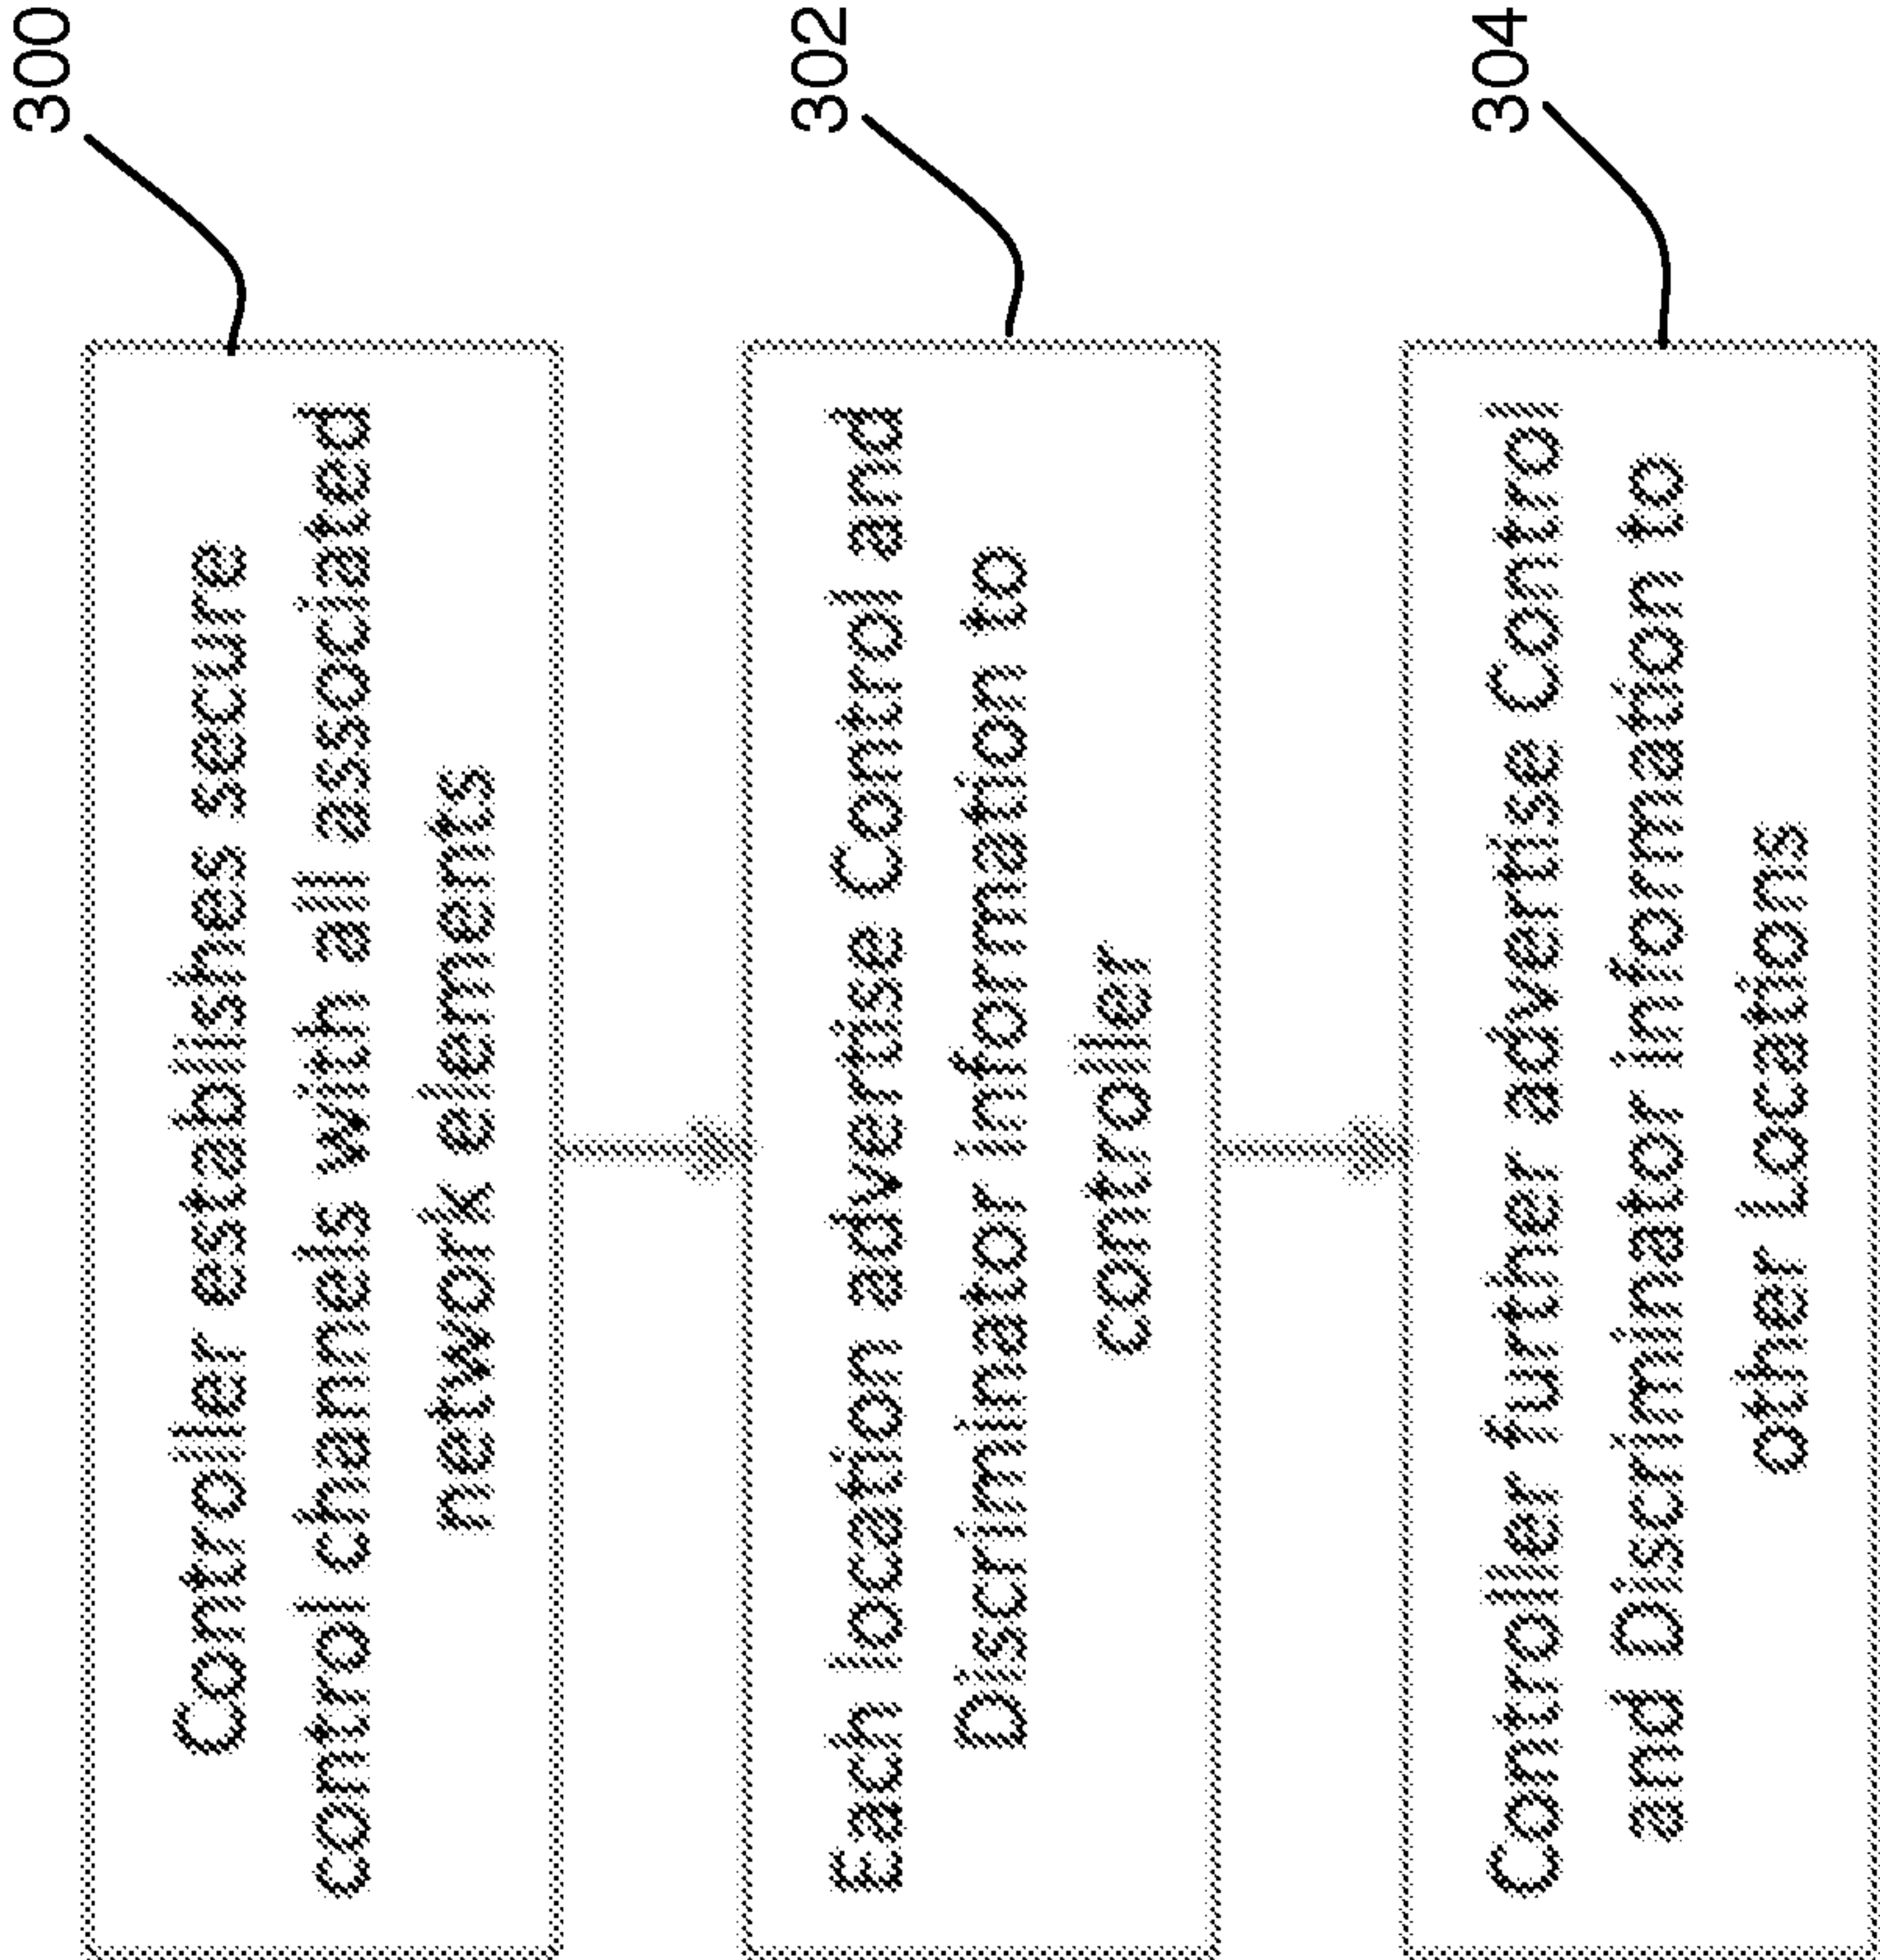 300
Controller establishes secure
control channels with all associated
network elements
302
Each location advertise Control and
Discriminator information to
controller
304
Controller further advertise Control
and Discriminator information to
other Locations